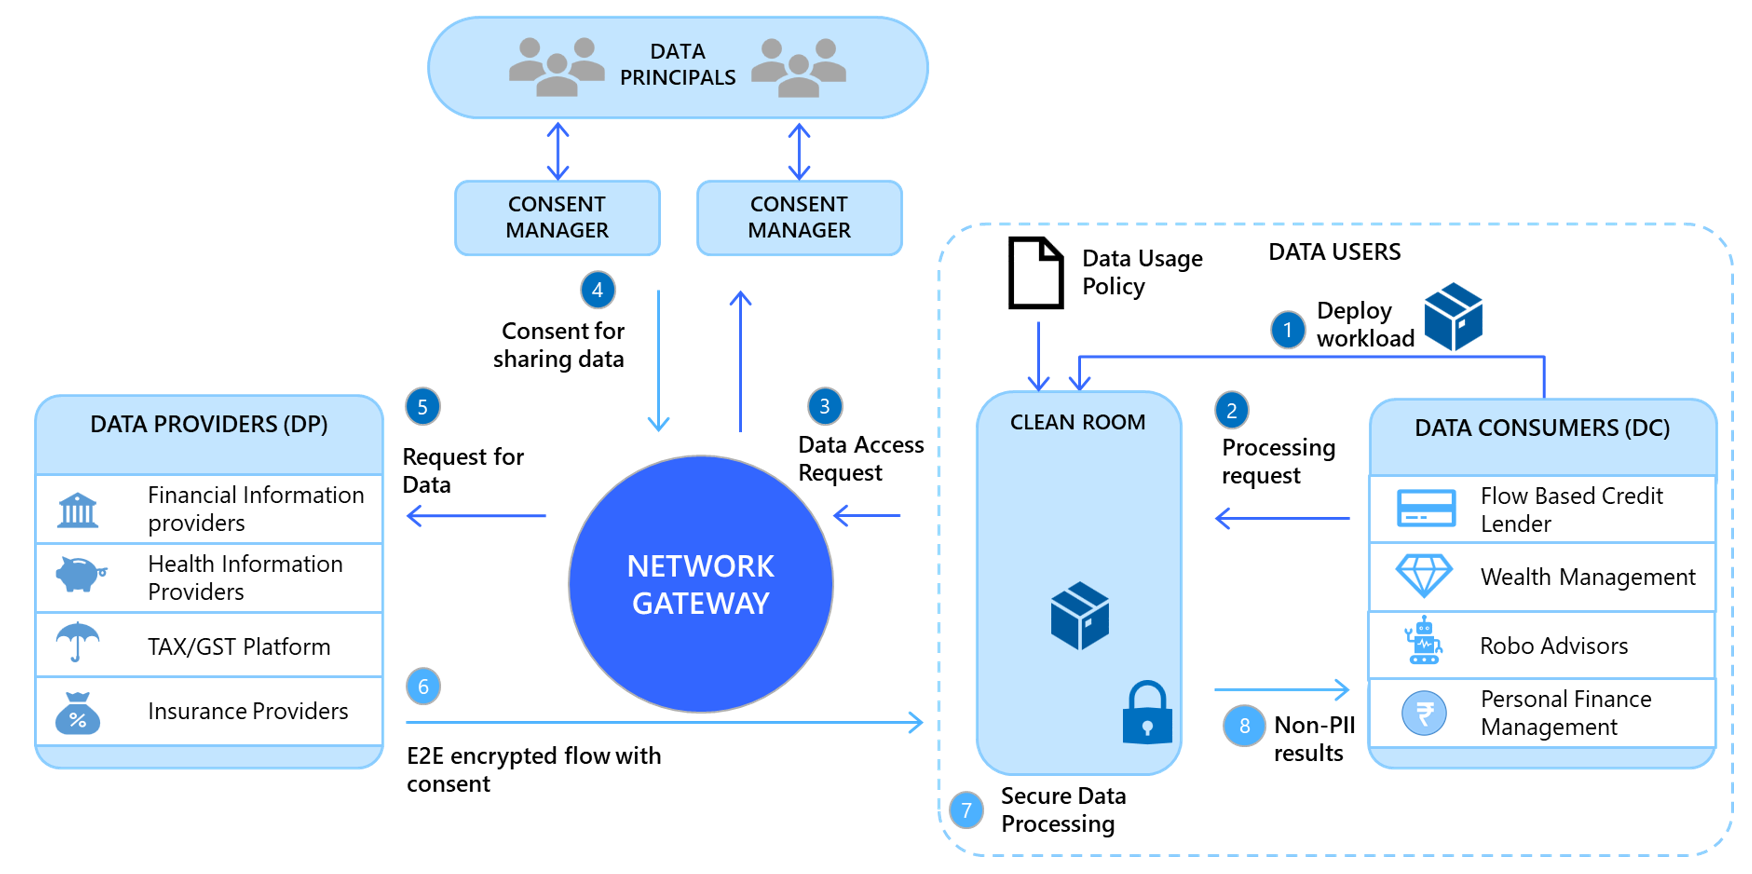 DATA
PRINCIPALS
CONSENT
MANAGER
CONSENT
MANAGER
4
Consent for
sharing data
DATA USERS
Data Usage
Policy
1
Deploy
workload
DATA PROVIDERS (DP)
Financial Information
providers
Health Information
Providers
TAX/GST Platform
Insurance Providers
5
Request for
Data
3
Data Access
Request
NETWORK
GATEWAY
6
E2E encrypted flow with
consent
CLEAN ROOM
2
Processing
request
8
Non-PII
results
7
Secure Data
Processing
DATA CONSUMERS (DC)
Flow Based Credit
Lender
Wealth Management
Robo Advisors
₹
Personal Finance
Management
%